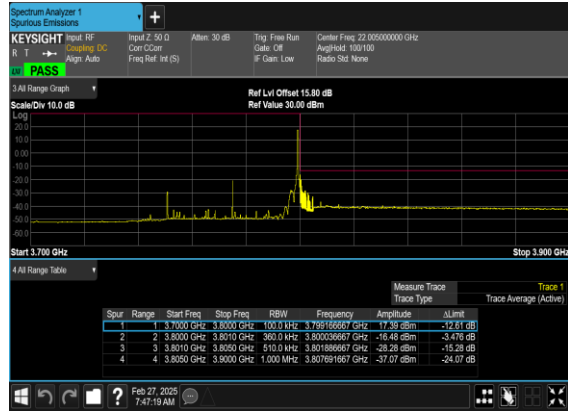 Spectrum Analyzer 1
Spurious Emissions
KEYSIGHT Input: RF Input Z: 50 Ω Atten: 30 dB Trig: Free Run Center Freq: 22.005000000 GHz
R T Coupling: DC Corr CCorr Gate: Off Avg|Hold: 100/100
Align: Auto Freq Ref: Int (S) IF Gain: Low Radio Std: None
PASS
3 All Range Graph
Ref Lvl Offset 15.80 dB
Scale/Div 10.0 dB Ref Value 30.00 dBm
Log
20.0
10.0
0.00
-10.0
-20.0
-30.0
-40.0
-50.0
-60.0
Start 3.700 GHz Stop 3.900 GHz
4 All Range Table
Measure Trace Trace 1
Trace Type Trace Average (Active)
Spur Range Start Freq Stop Freq RBW Frequency Amplitude ΔLimit
1 1 3.7000 GHz 3.8000 GHz 100.0 kHz 3.799166667 GHz 17.39 dBm -12.61 dB
2 2 3.8000 GHz 3.8010 GHz 360.0 kHz 3.800036667 GHz -16.48 dBm -3.476 dB
3 3 3.8010 GHz 3.8050 GHz 510.0 kHz 3.801886667 GHz -28.28 dBm -15.28 dB
4 4 3.8050 GHz 3.9000 GHz 1.000 MHz 3.807691667 GHz -37.07 dBm -24.07 dB
Feb 27, 2025
7:47:19 AM